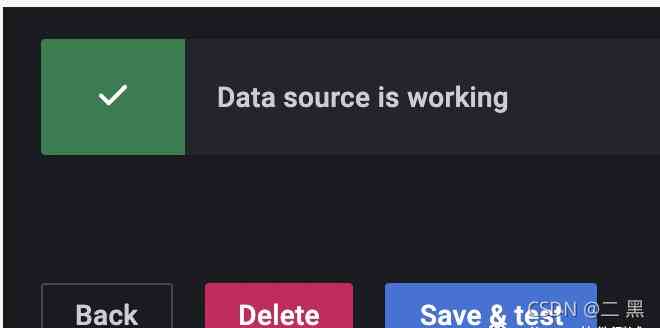 Data source is working
Back
Delete
Save & test
CSDN @二 黑